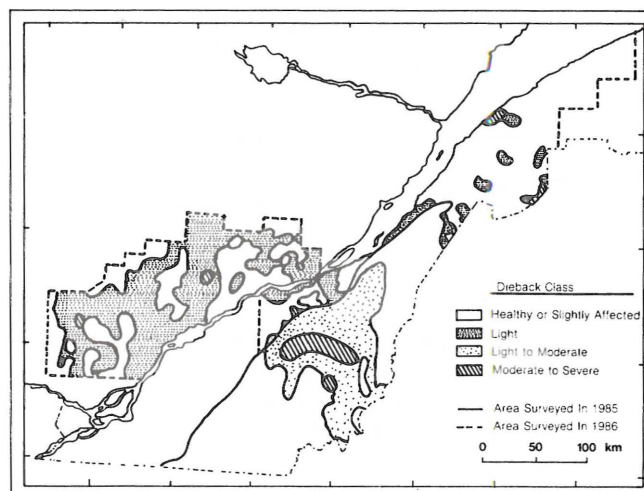 Dieback Class
Healthy or Slightly Affected
Light
Light to Moderate
Moderate to Severe
Area Surveyed In 1985
Area Surveyed In 1986
0 50 100 km